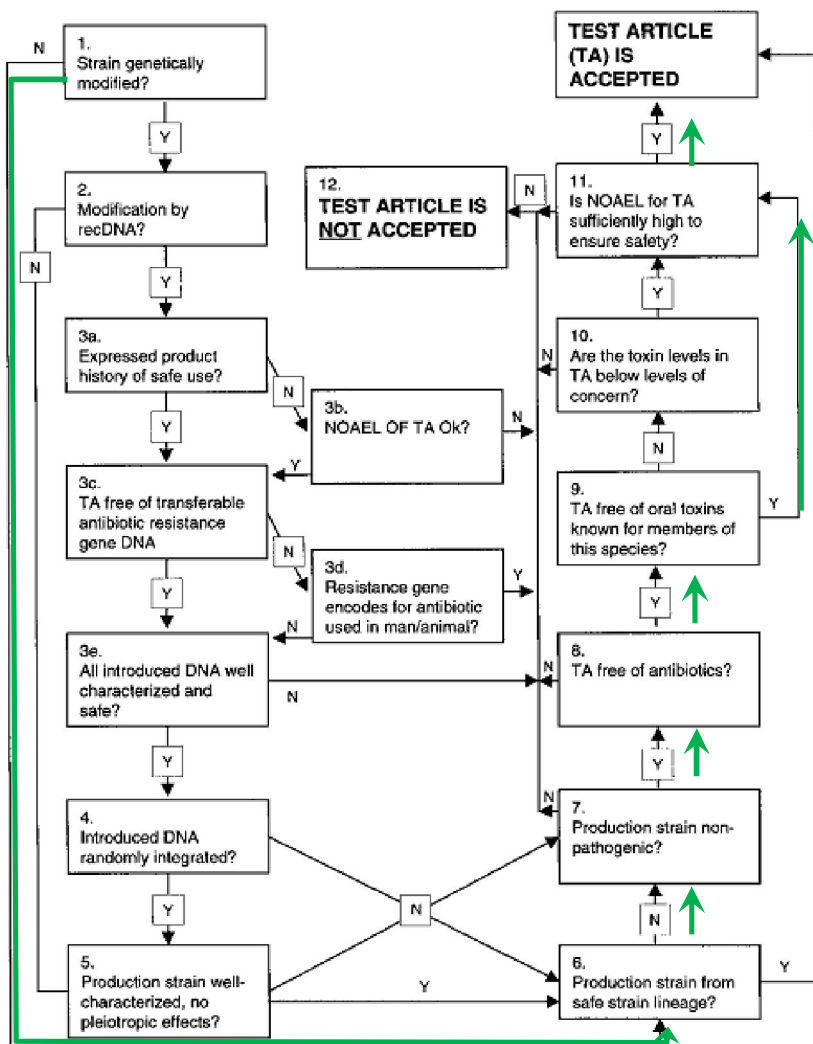 N
1.
Strain genetically
modified?
Y
2.
Modification by
recDNA?
N
Y
3a.
Expressed product
history of safe use?
N
Y
3b.
NOAEL OF TA Ok?
N
Y
3c.
TA free of transferable
antibiotic resistance
gene DNA
N
Y
3d.
Resistance gene
encodes for antibiotic
used in man/animal?
Y
N
3e.
All introduced DNA well
characterized and
safe?
N
Y
4.
Introduced DNA
randomly integrated?
N
Y
5.
Production strain well-
characterized, no
pleiotropic effects?
Y
6.
Production strain from
safe strain lineage?
Y
N
7.
Production strain non-
pathogenic?
N
Y
8.
TA free of antibiotics?
N
Y
9.
TA free of oral toxins
known for members of
this species?
Y
N
10.
Are the toxin levels in
TA below levels of
concern?
N
Y
11.
Is NOAEL for TA
sufficiently high to
ensure safety?
N
Y
12.
TEST ARTICLE IS
NOT ACCEPTED
TEST ARTICLE
(TA) IS
ACCEPTED